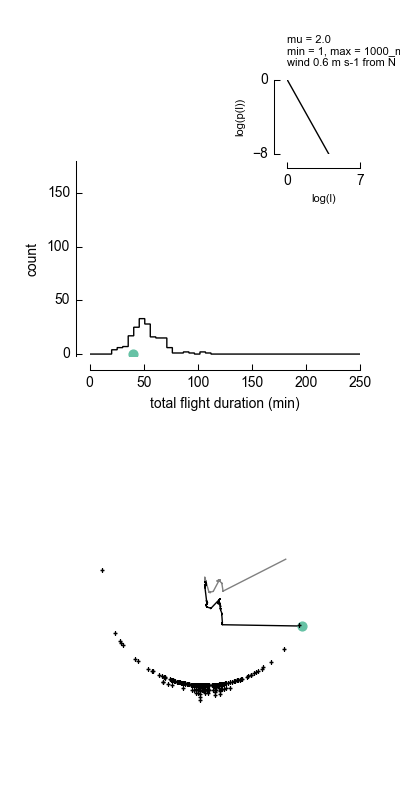 mu = 2.0
min = 1, max = 1000_m
wind 0.6 m s-1 from N
0
log(p(l))
−8
0 7
log(l)
150
100
count
50
0
0 50 100 150 200 250
total flight duration (min)